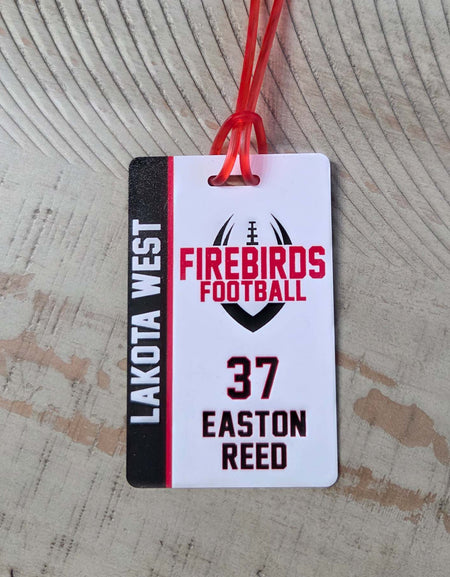 LAKOTA WEST
FIREBIRDS
FOOTBALL
37
EASTON
REED